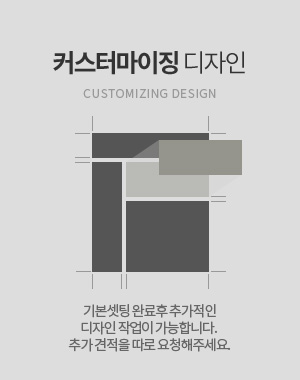 커스터마이징 디자인
CUSTOMIZING DESIGN
기본셋팅 완료후 추가적인
디자인 작업이 가능합니다.
추가 견적을 따로 요청해주세요.